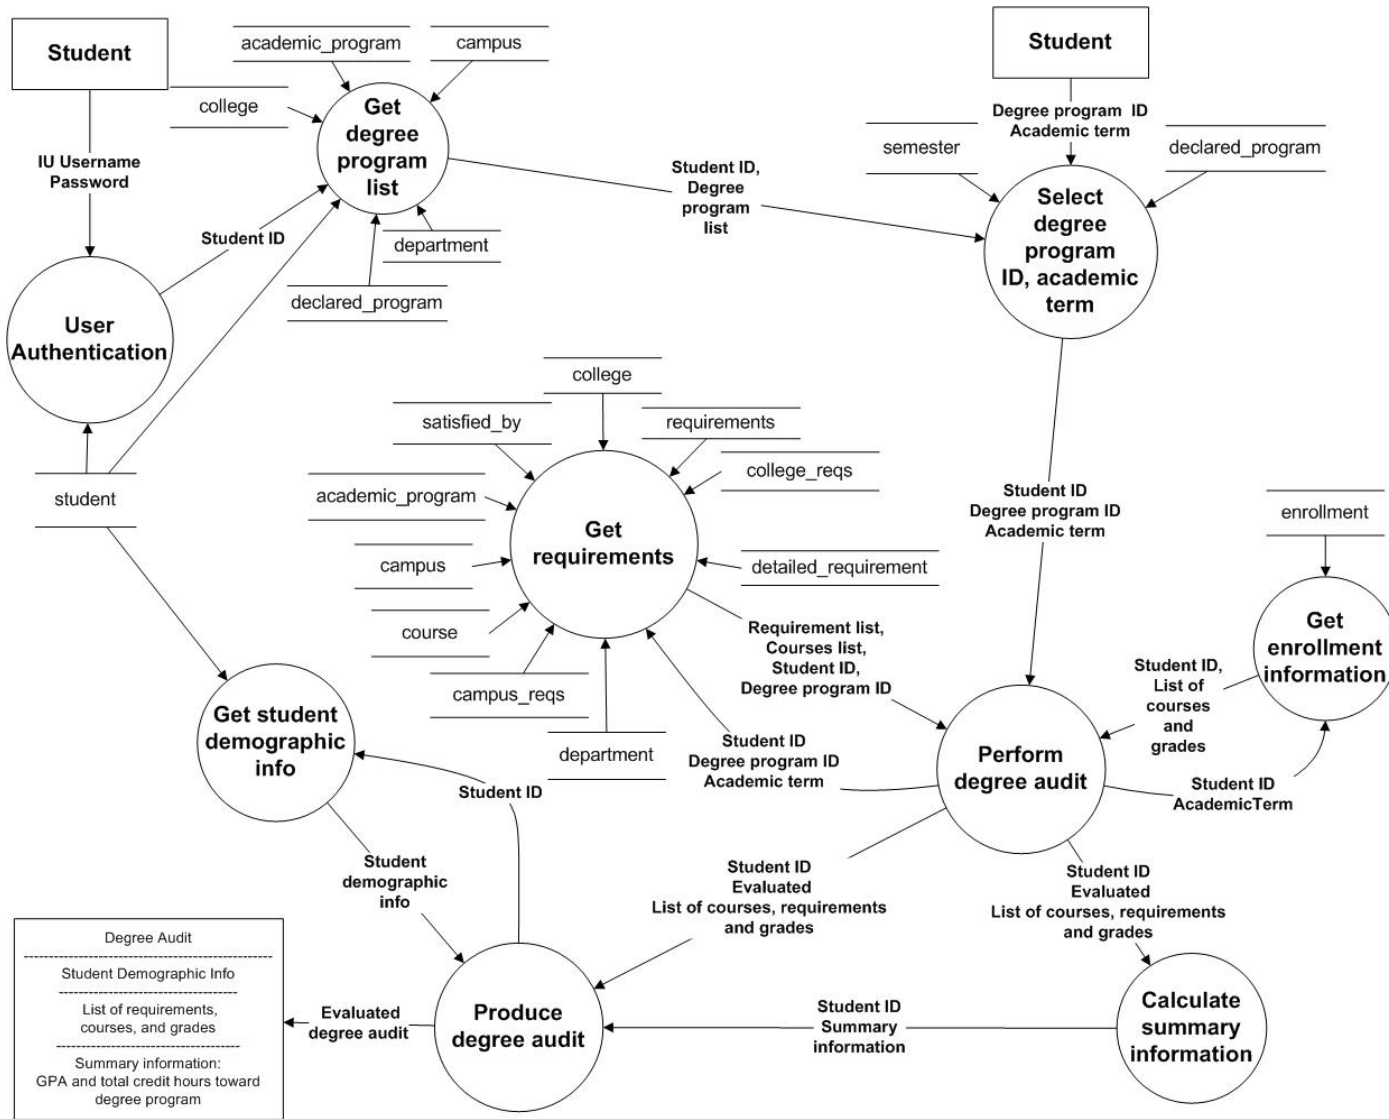 Student
academic_program
campus
college
Get
degree
program
list
IU Username
Password
Student ID
department
declared_program
User
Authentication
student
Student ID,
Degree
program
list
Student
Degree program  ID
Academic term
semester
declared_program
Select
degree
program
ID, academic
term
college
satisfied_by
requirements
academic_program
college_reqs
Get
requirements
campus
detailed_requirement
course
campus_reqs
department
Student ID
Degree program ID
Academic term
enrollment
Get
enrollment
information
Requirement list,
Courses list,
Student ID,
Degree program ID
Student ID,
List of
courses
and
grades
Get student
demographic
info
Student ID
Degree program ID
Academic term
Perform
degree audit
Student ID
AcademicTerm
Student ID
Student
demographic
info
Student ID
Evaluated
List of courses, requirements
and grades
Student ID
Evaluated
List of courses, requirements
and grades
Degree Audit
--------------------------------------------------
Student Demographic Info
------------------------------------
List of requirements,
courses, and grades
-------------------------------------
Summary information:
GPA and total credit hours toward
degree program
Evaluated
degree audit
Produce
degree audit
Student ID
Summary
information
Calculate
summary
information